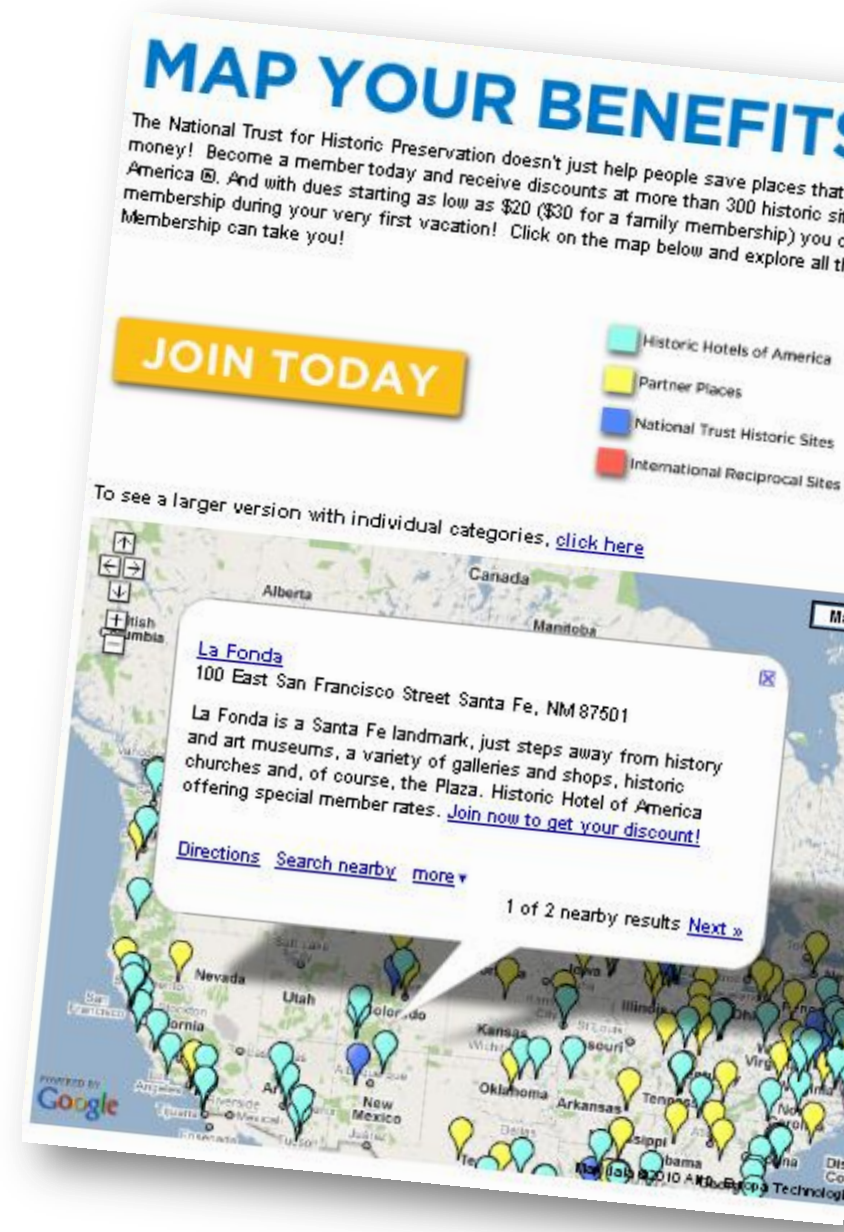 MAP YOUR BENEFITS
The National Trust for Historic Preservation doesn't just help people save places that
money! Become a member today and receive discounts at more than 300 historic
America ®. And with dues starting as low as $20 ($30 for a family membership) you
membership during your very first vacation! Click on the map below and explore all
Membership can take you!
JOIN TODAY
Historic Hotels of America
Partner Places
National Trust Historic Sites
International Reciprocal Sites
To see a larger version with individual categories, click here
Canada
Alberta
Manitoba
La Fonda
100 East San Francisco Street Santa Fe, NM 87501
La Fonda is a Santa Fe landmark, just steps away from history
and art museums, a variety of galleries and shops, historic
churches and, of course, the Plaza. Historic Hotel of America
offering special member rates. Join now to get your discount!
Directions Search nearby more ▾
1 of 2 nearby results Next »
Nevada
Utah
Iowa
Illinois
Kansas
Oklahoma
Arkansas
New
Mexico
POWERED BY
Google